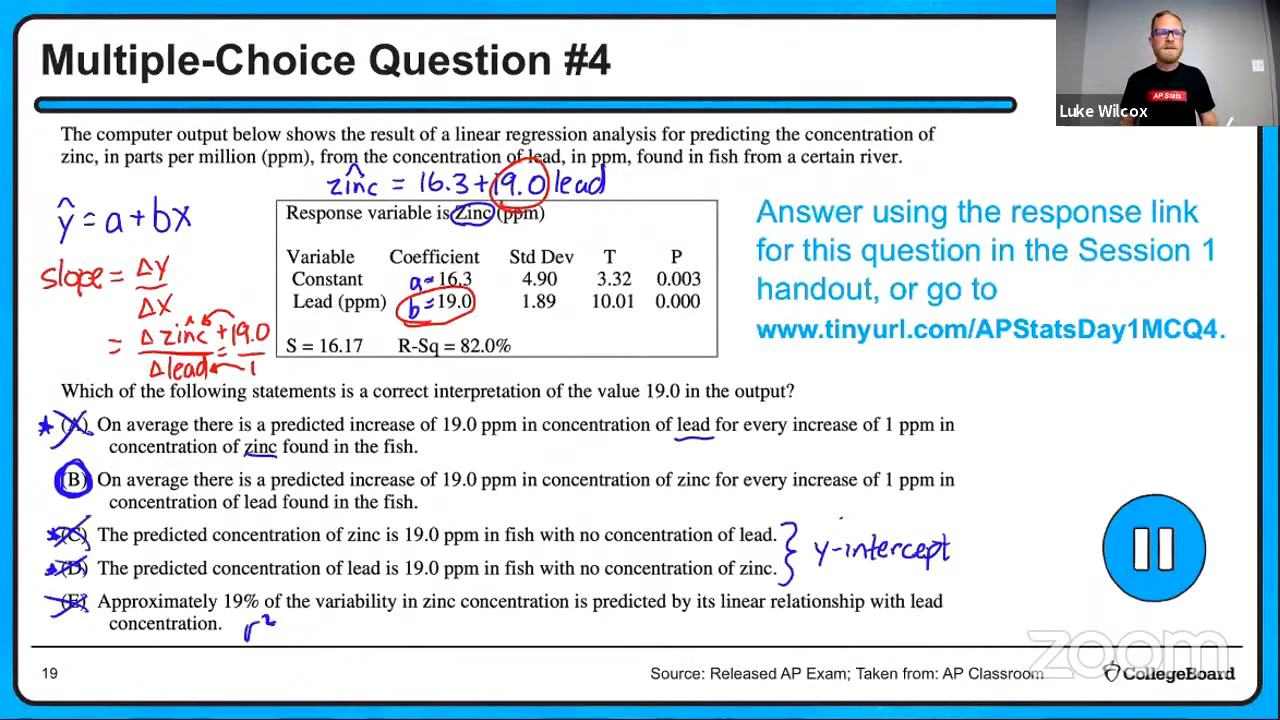 Multiple-Choice Question #4
Luke Wilcox
AP Stats
The computer output below shows the result of a linear regression analysis for predicting the concentration of
zinc, in parts per million (ppm), from the concentration of lead, in ppm, found in fish from a certain river.
zinĉ = 16.3 + 19.0 lead
ŷ = a + bx
slope = Δy
Δx
= Δ zinĉ = +19.0
Δ lead 1
Response variable is Zinc (ppm)
Variable Coefficient Std Dev T P
Constant a = 16.3 4.90 3.32 0.003
Lead (ppm) b = 19.0 1.89 10.01 0.000
S = 16.17 R-Sq = 82.0%
Answer using the response link
for this question in the Session 1
handout, or go to
www.tinyurl.com/APStatsDay1MCQ4.
Which of the following statements is a correct interpretation of the value 19.0 in the output?
(A) On average there is a predicted increase of 19.0 ppm in concentration of lead for every increase of 1 ppm in
concentration of zinc found in the fish.
(B) On average there is a predicted increase of 19.0 ppm in concentration of zinc for every increase of 1 ppm in
concentration of lead found in the fish.
(C) The predicted concentration of zinc is 19.0 ppm in fish with no concentration of lead.
(D) The predicted concentration of lead is 19.0 ppm in fish with no concentration of zinc.
y-intercept
(E) Approximately 19% of the variability in zinc concentration is predicted by its linear relationship with lead
concentration. r²
zoom
19
Source: Released AP Exam; Taken from: AP Classroom
CollegeBoard